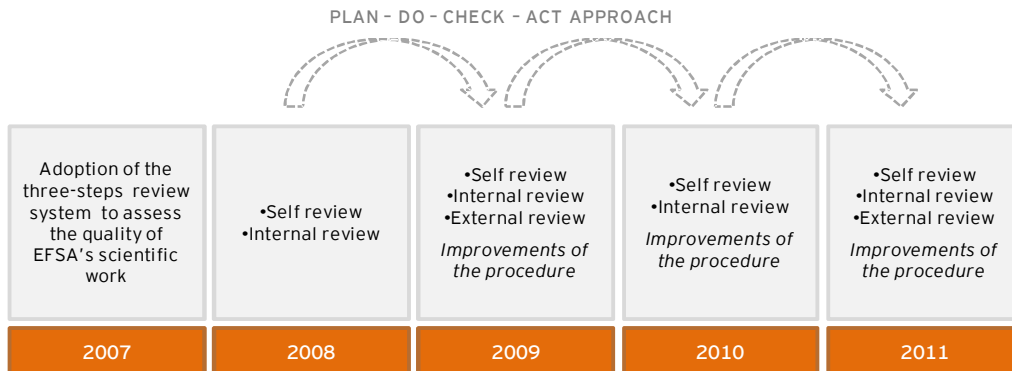 PLAN – DO – CHECK – ACT APPROACH
Adoption of the
three-steps review
system to assess
the quality of
EFSA's scientific
work
2007
•Self review
•Internal review
2008
•Self review
•Internal review
•External review
Improvements of
the procedure
2009
•Self review
•Internal review
Improvements of
the procedure
2010
•Self review
•Internal review
•External review
Improvements of
the procedure
2011